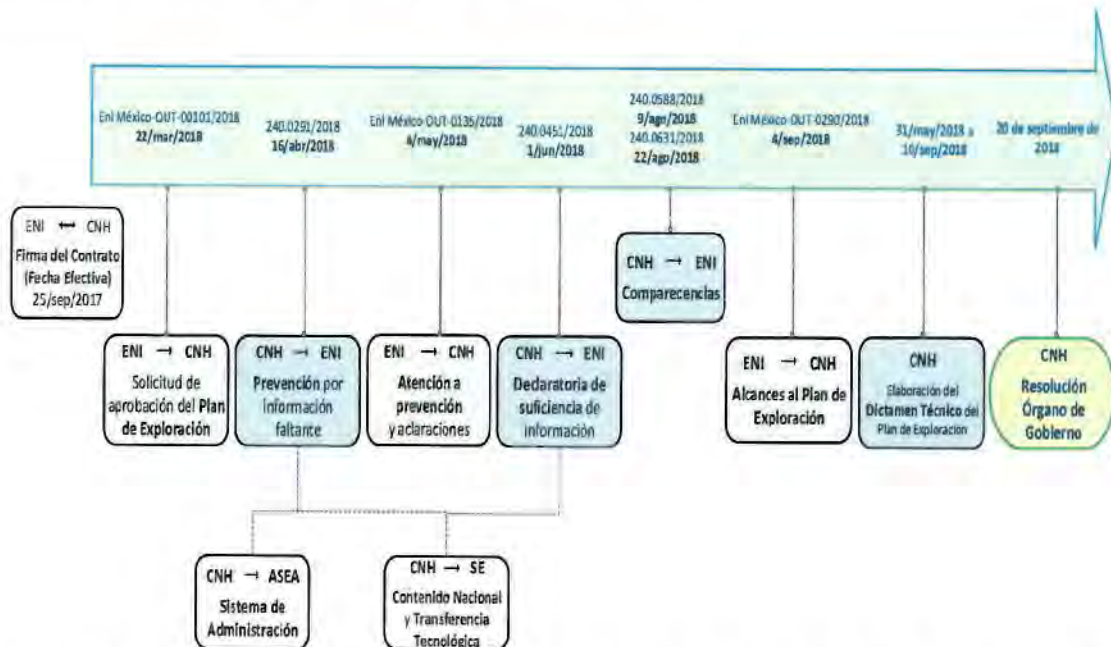 Eni México-OUT-00101/2018
22/mar/2018
240.0291/2018
16/abr/2018
Eni México-OUT-0135/2018
4/may/2018
240.0451/2018
1/jun/2018
240.0588/2018
9/ago/2018
240.0631/2018
22/ago/2018
Eni México-OUT-0290/2018
4/sep/2018
31/may/2018 a
10/sep/2018
20 de septiembre de
2018
ENI ↔ CNH
Firma del Contrato
(Fecha Efectiva)
25/sep/2017
ENI → CNH
Solicitud de
aprobación del Plan
de Exploración
CNH → ENI
Prevención por
información
faltante
ENI → CNH
Atención a
prevención
y aclaraciones
CNH → ENI
Declaratoria de
suficiencia de
información
CNH → ENI
Comparecencias
ENI → CNH
Alcances al Plan de
Exploración
CNH
Elaboración del
Dictamen Técnico del
Plan de Exploración
CNH
Resolución
Órgano de
Gobierno
CNH → ASEA
Sistema de
Administración
CNH → SE
Contenido Nacional
y Transferencia
Tecnológica